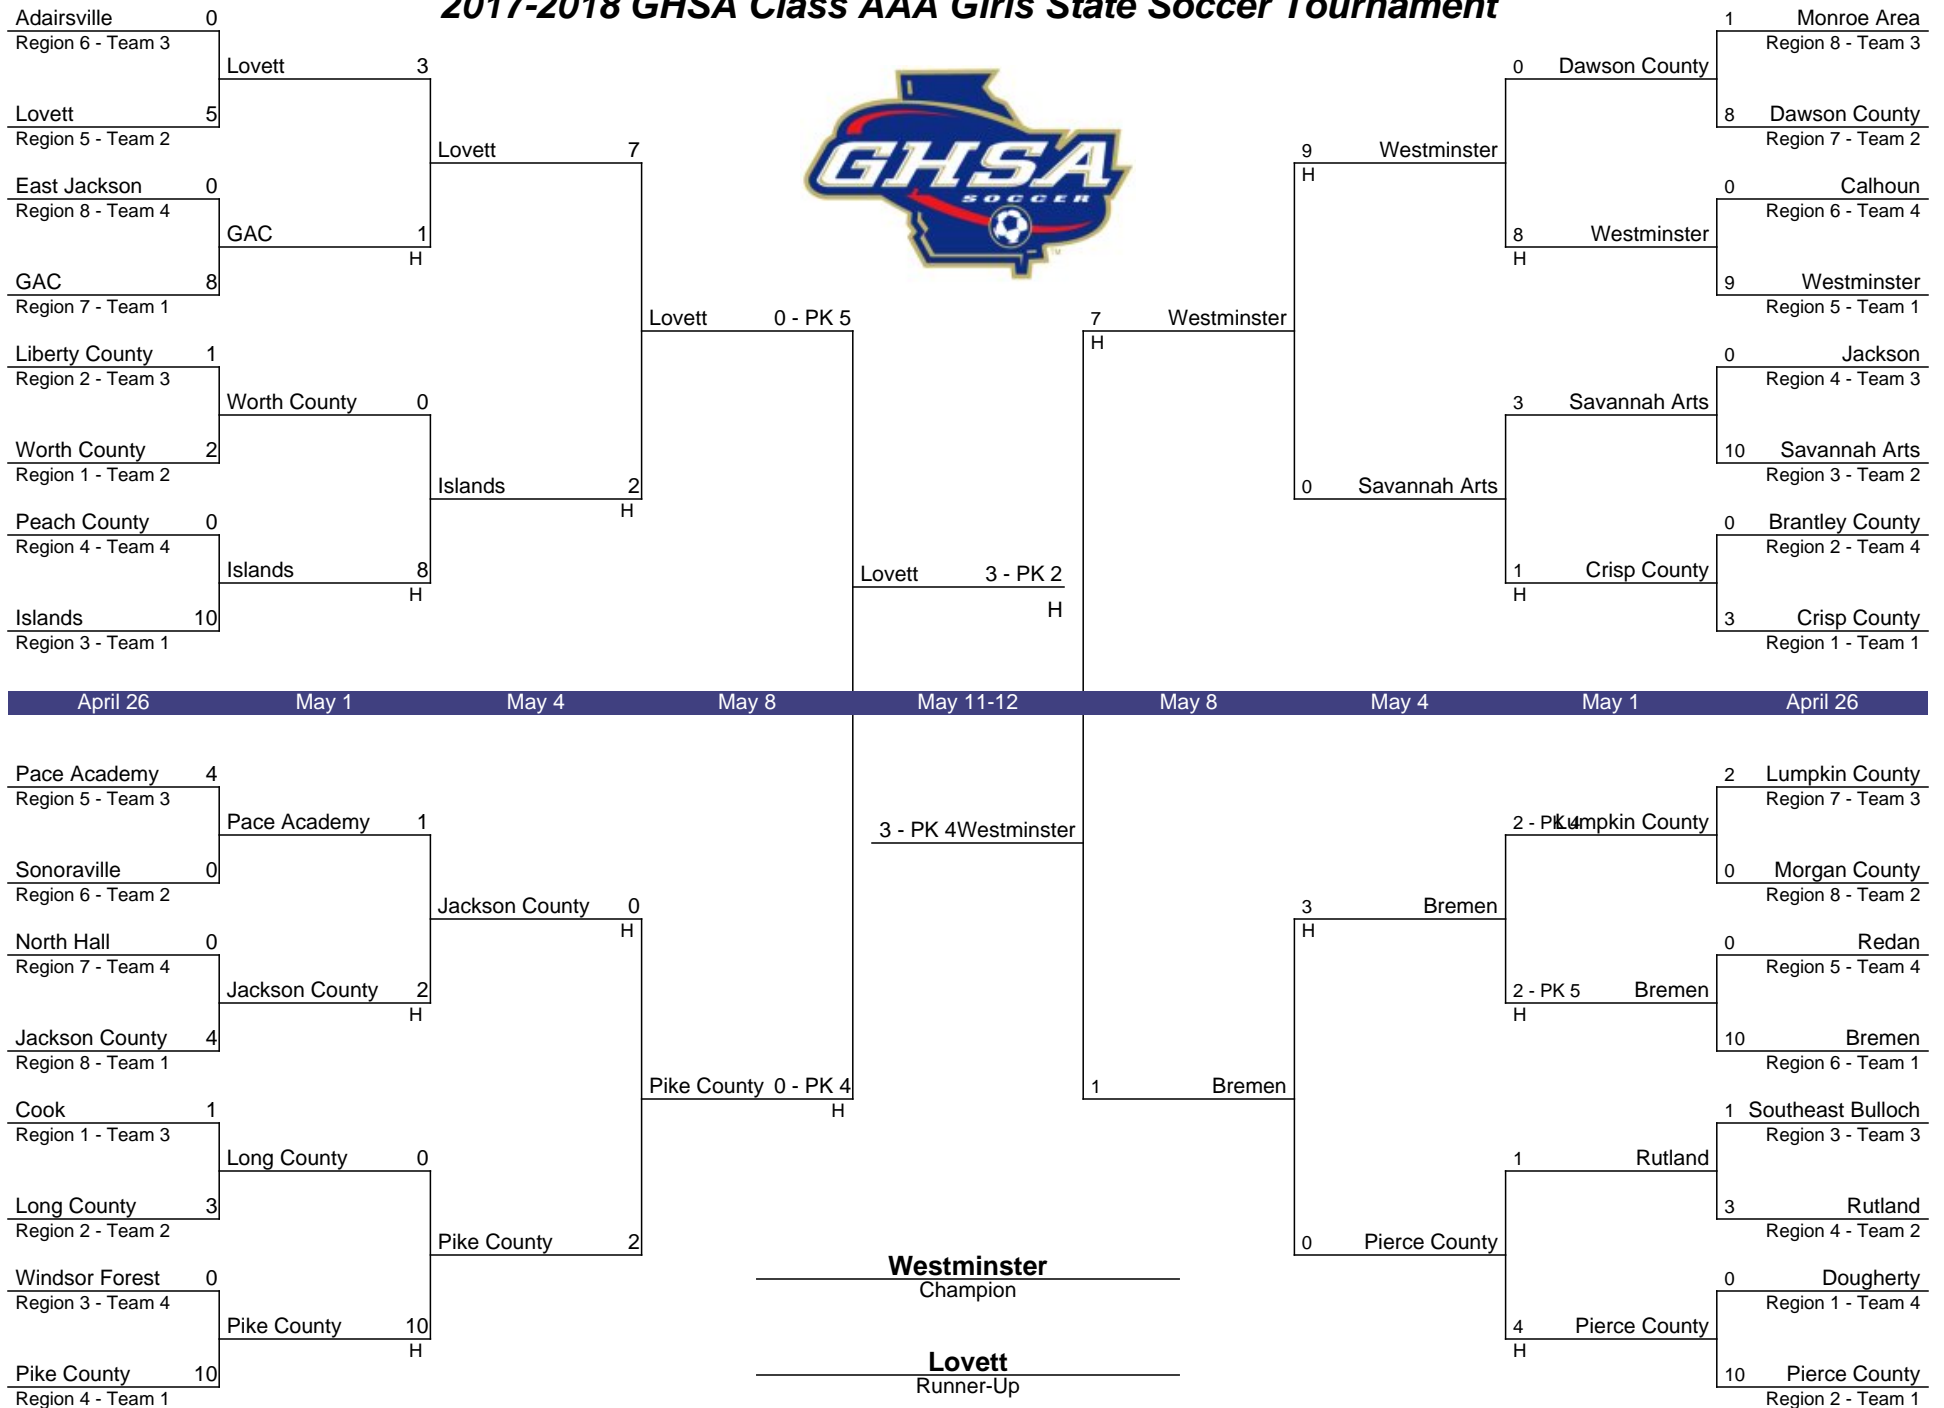 2017-2018 GHSA Class AAA Girls State Soccer Tournament
GHSA
SOCCER
TM
Adairsville 0
Region 6 - Team 3
Lovett 5
Region 5 - Team 2
East Jackson 0
Region 8 - Team 4
GAC 8
Region 7 - Team 1
Liberty County 1
Region 2 - Team 3
Worth County 2
Region 1 - Team 2
Peach County 0
Region 4 - Team 4
Islands 10
Region 3 - Team 1
Lovett 3
GAC 1
H
Worth County 0
Islands 8
H
Lovett 7
Islands 2
H
Lovett 0 - PK 5
Lovett 3 - PK 2
H
7 Westminster
H
9 Westminster
H
0 Savannah Arts
0 Dawson County
8 Westminster
H
3 Savannah Arts
1 Crisp County
H
1 Monroe Area
Region 8 - Team 3
8 Dawson County
Region 7 - Team 2
0 Calhoun
Region 6 - Team 4
9 Westminster
Region 5 - Team 1
0 Jackson
Region 4 - Team 3
10 Savannah Arts
Region 3 - Team 2
0 Brantley County
Region 2 - Team 4
3 Crisp County
Region 1 - Team 1
April 26 May 1 May 4 May 8 May 11-12 May 8 May 4 May 1 April 26
Pace Academy 4
Region 5 - Team 3
Sonoraville 0
Region 6 - Team 2
North Hall 0
Region 7 - Team 4
Jackson County 4
Region 8 - Team 1
Cook 1
Region 1 - Team 3
Long County 3
Region 2 - Team 2
Windsor Forest 0
Region 3 - Team 4
Pike County 10
Region 4 - Team 1
Pace Academy 1
Jackson County 2
H
Long County 0
Pike County 10
H
Jackson County 0
H
Pike County 2
Pike County 0 - PK 4
H
3 - PK 4 Westminster
1 Bremen
3 Bremen
H
0 Pierce County
2 - PK 4 Lumpkin County
2 - PK 5 Bremen
H
1 Rutland
4 Pierce County
H
2 Lumpkin County
Region 7 - Team 3
0 Morgan County
Region 8 - Team 2
0 Redan
Region 5 - Team 4
10 Bremen
Region 6 - Team 1
1 Southeast Bulloch
Region 3 - Team 3
3 Rutland
Region 4 - Team 2
0 Dougherty
Region 1 - Team 4
10 Pierce County
Region 2 - Team 1
Westminster
Champion
Lovett
Runner-Up